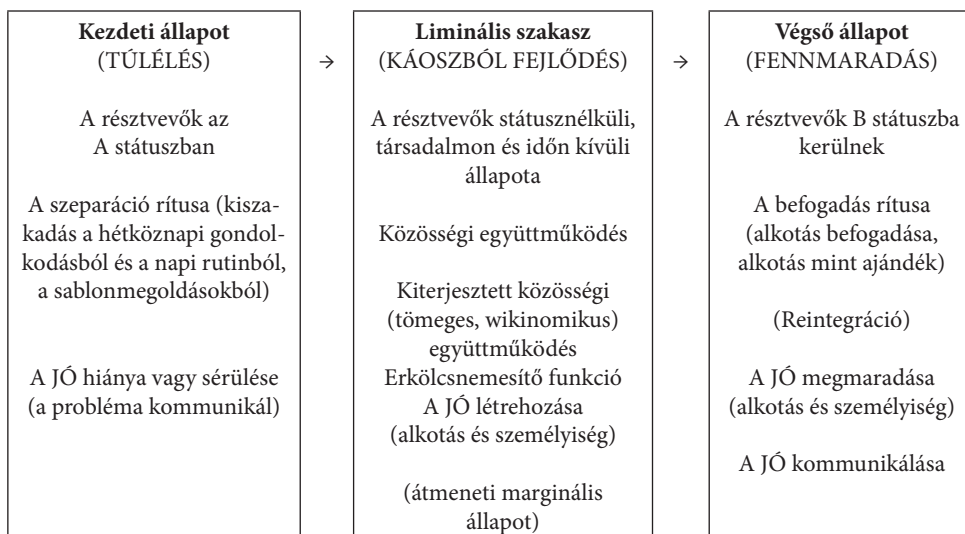 Kezdeti állapot
(TÚLÉLÉS)
A résztvevők az
A státuszban
A szeparáció rítusa (kisza-
kadás a hétköznapi gondol-
kodásból és a napi rutinból,
a sablonmegoldásokból)
A JÓ hiánya vagy sérülése
(a probléma kommunikál)
→
Liminális szakasz
(KÁOSZBÓL FEJLŐDÉS)
A résztvevők státusznélküli,
társadalmon és időn kívüli
állapota
Közösségi együttműködés
Kiterjesztett közösségi
(tömeges, wikinomikus)
együttműködés
Erkölcsnemesítő funkció
A JÓ létrehozása
(alkotás és személyiség)
(átmeneti marginális
állapot)
→
Végső állapot
(FENNMARADÁS)
A résztvevők B státuszba
kerülnek
A befogadás rítusa
(alkotás befogadása,
alkotás mint ajándék)
(Reintegráció)
A JÓ megmaradása
(alkotás és személyiség)
A JÓ kommunikálása